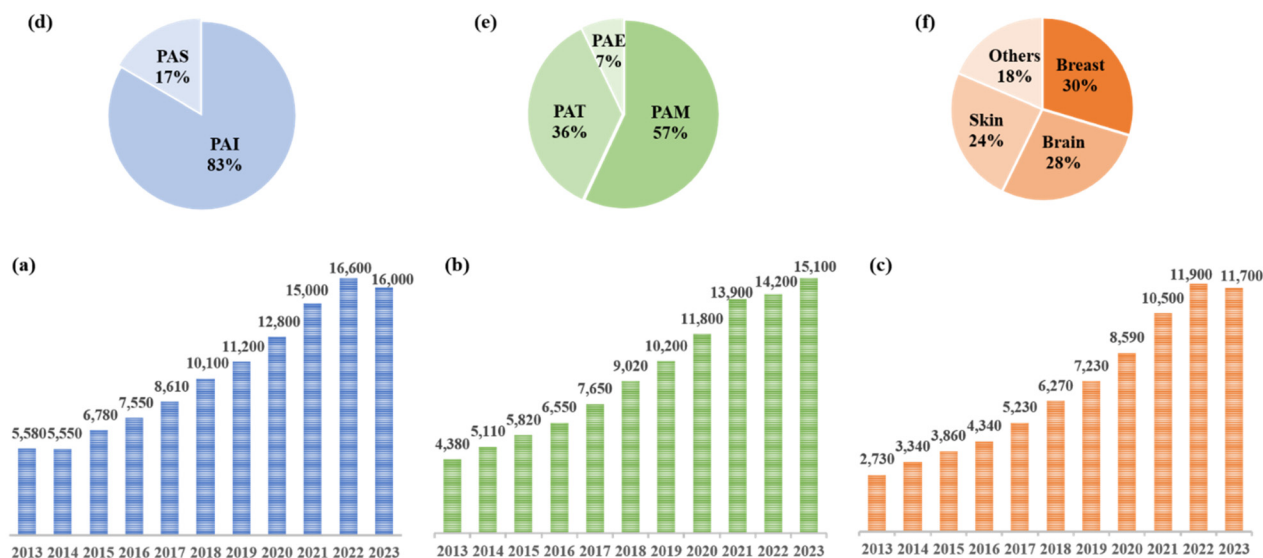 (d)
PAS
17%
PAI
83%
(e)
PAE
7%
PAT
36%
PAM
57%
(f)
Others
18%
Breast
30%
Skin
24%
Brain
28%
(a)
5,580
5,550
6,780
7,550
8,610
10,100
11,200
12,800
15,000
16,600
16,000
2013 2014 2015 2016 2017 2018 2019 2020 2021 2022 2023
(b)
4,380
5,110
5,820
6,550
7,650
9,020
10,200
11,800
13,900
14,200
15,100
2013 2014 2015 2016 2017 2018 2019 2020 2021 2022 2023
(c)
2,730
3,340
3,860
4,340
5,230
6,270
7,230
8,590
10,500
11,900
11,700
2013 2014 2015 2016 2017 2018 2019 2020 2021 2022 2023